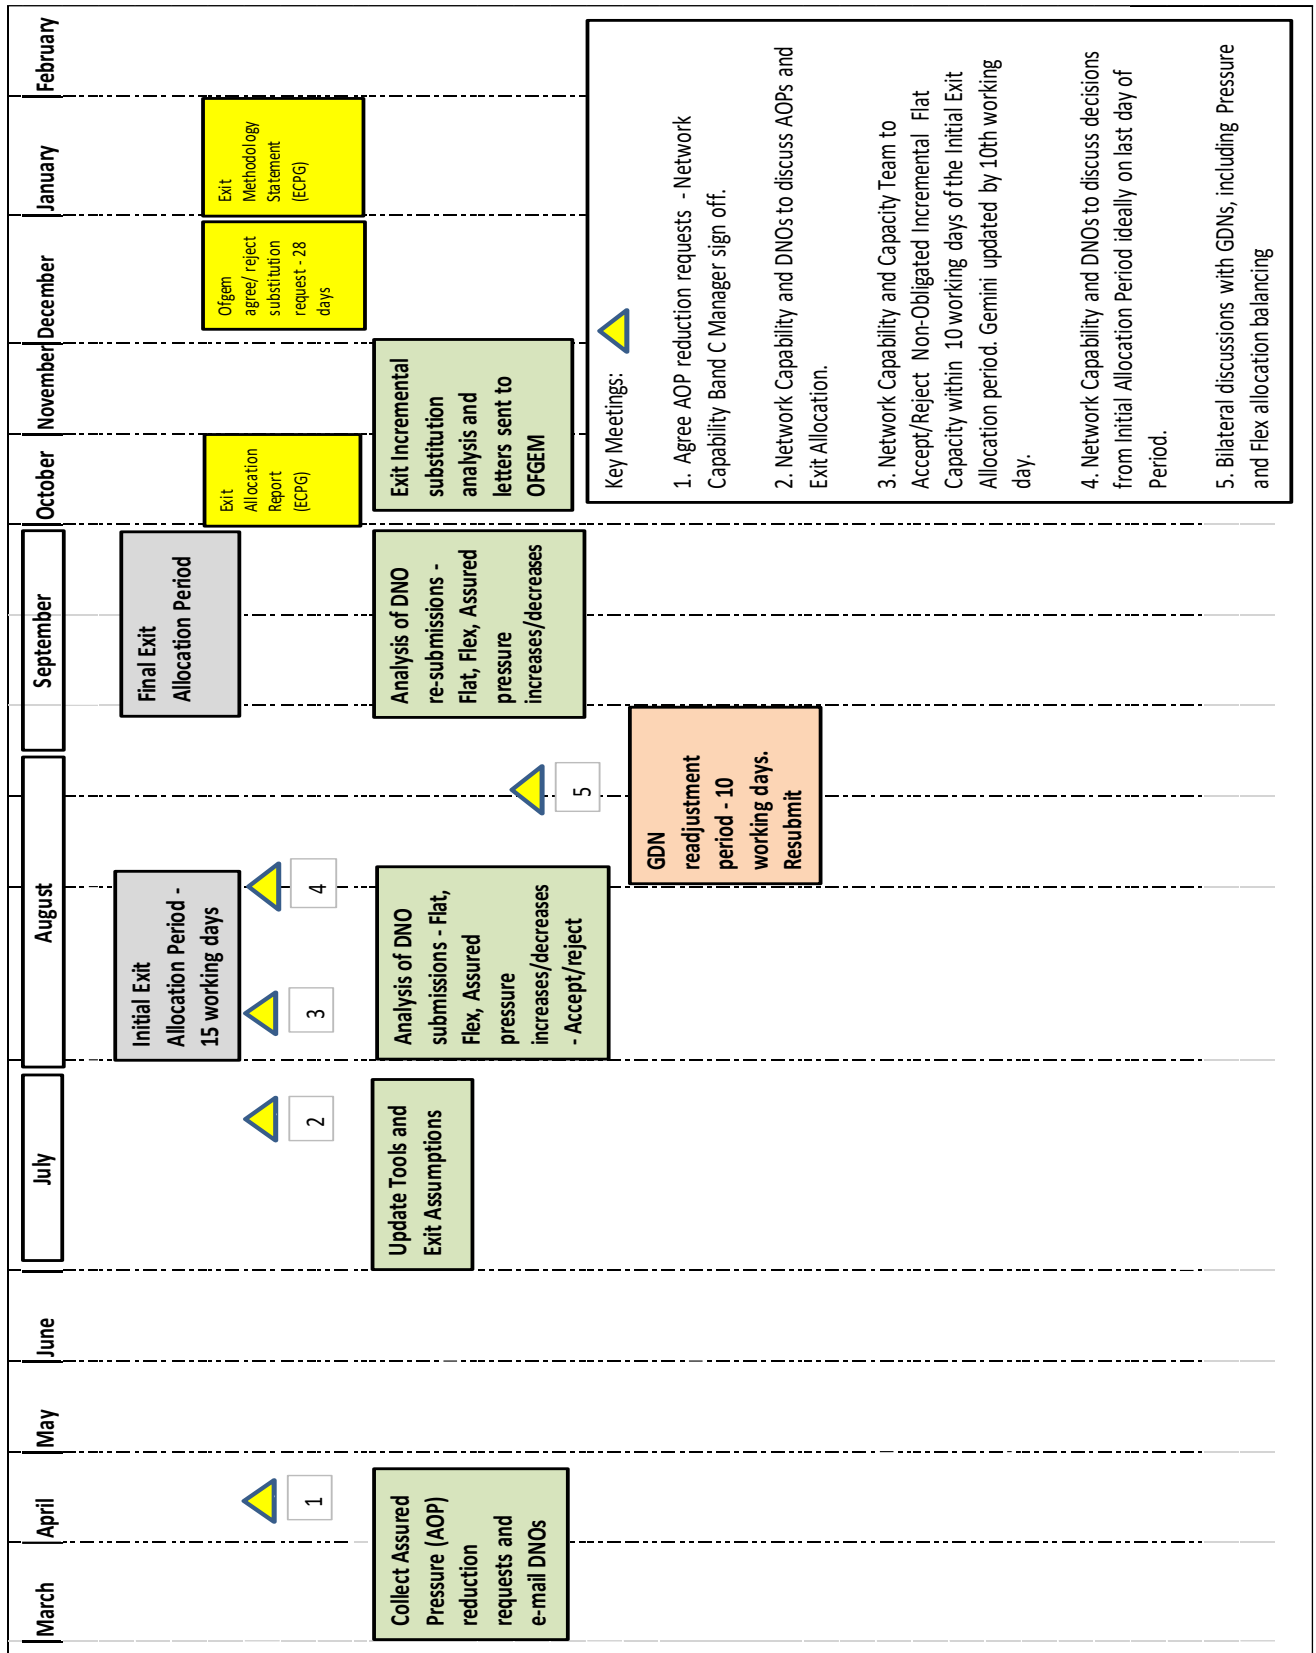 March
April
May
June
July
August
September
October
November
December
January
February
Initial Exit
Allocation Period -
15 working days
Final Exit
Allocation Period
1
2
3
4
Exit
Allocation
Report
(ECPG)
Ofgem
agree/ reject
substitution
request - 28
days
Exit
Methodology
Statement
(ECPG)
Collect Assured
Pressure (AOP)
reduction
requests and
e-mail DNOs
Update Tools and
Exit Assumptions
Analysis of DNO
submissions - Flat,
Flex, Assured
pressure
increases/decreases
- Accept/reject
5
Analysis of DNO
re-submissions -
Flat, Flex, Assured
pressure
increases/decreases
Exit Incremental
substitution
analysis and
letters sent to
OFGEM
GDN
readjustment
period - 10
working days.
Resubmit
Key Meetings:
1. Agree AOP reduction requests - Network
Capability Band C Manager sign off.
2. Network Capability and DNOs to discuss AOPs and
Exit Allocation.
3. Network Capability and Capacity Team to
Accept/Reject Non-Obligated Incremental Flat
Capacity within 10 working days of the Initial Exit
Allocation period. Gemini updated by 10th working
day.
4. Network Capability and DNOs to discuss decisions
from Initial Allocation Period ideally on last day of
Period.
5. Bilateral discussions with GDNs, including Pressure
and Flex allocation balancing